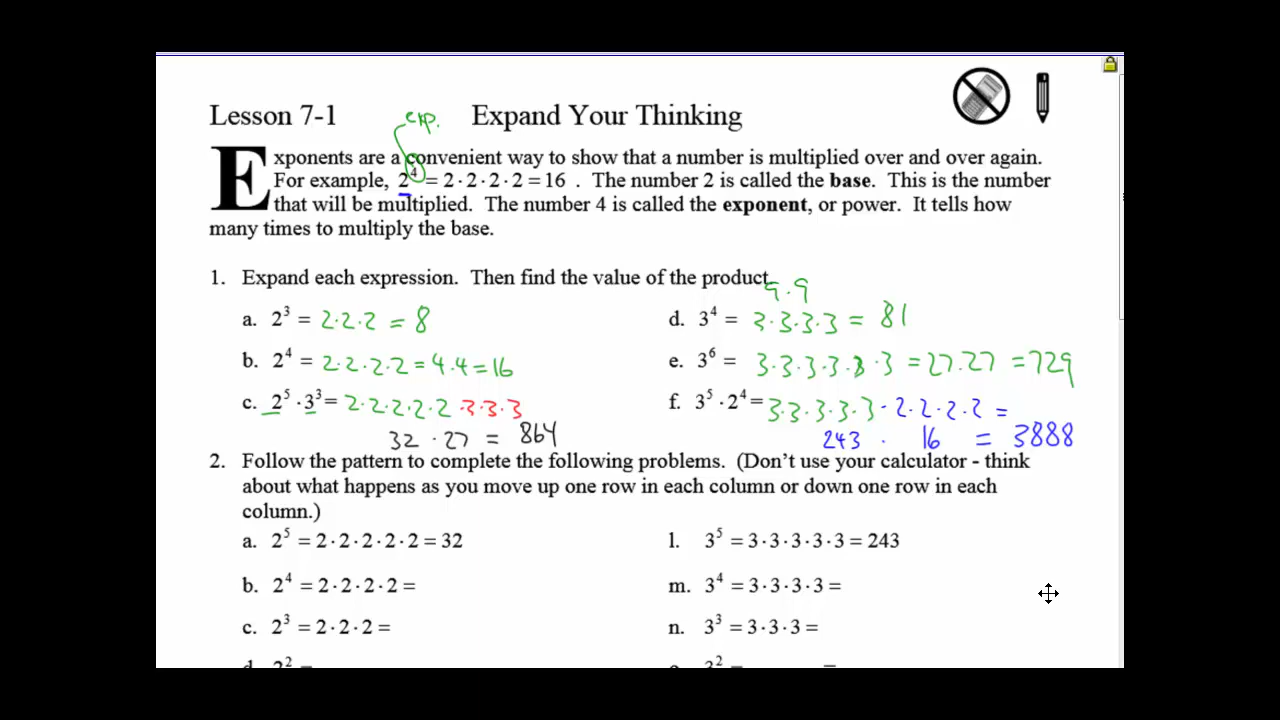 Lesson 7-1 Expand Your Thinking
exp.
Exponents are a convenient way to show that a number is multiplied over and over again.
For example, 2⁴ = 2 · 2 · 2 · 2 = 16 . The number 2 is called the base. This is the number
that will be multiplied. The number 4 is called the exponent, or power. It tells how
many times to multiply the base.
1. Expand each expression. Then find the value of the product.
9 · 9
a. 2³ = 2 · 2 · 2 = 8
d. 3⁴ = 3 · 3 · 3 · 3 = 81
b. 2⁴ = 2 · 2 · 2 · 2 = 4 · 4 = 16
e. 3⁶ = 3 · 3 · 3 · 3 · 3 · 3 = 27 · 27 = 729
c. 2⁵ · 3³ = 2 · 2 · 2 · 2 · 2 · 3 · 3 · 3
f. 3⁵ · 2⁴ = 3 · 3 · 3 · 3 · 3 · 2 · 2 · 2 · 2 =
32 · 27 = 864
243 · 16 = 3888
2. Follow the pattern to complete the following problems. (Don't use your calculator - think
about what happens as you move up one row in each column or down one row in each
column.)
a. 2⁵ = 2 · 2 · 2 · 2 · 2 = 32
l. 3⁵ = 3 · 3 · 3 · 3 · 3 = 243
b. 2⁴ = 2 · 2 · 2 · 2 =
m. 3⁴ = 3 · 3 · 3 · 3 =
c. 2³ = 2 · 2 · 2 =
n. 3³ = 3 · 3 · 3 =